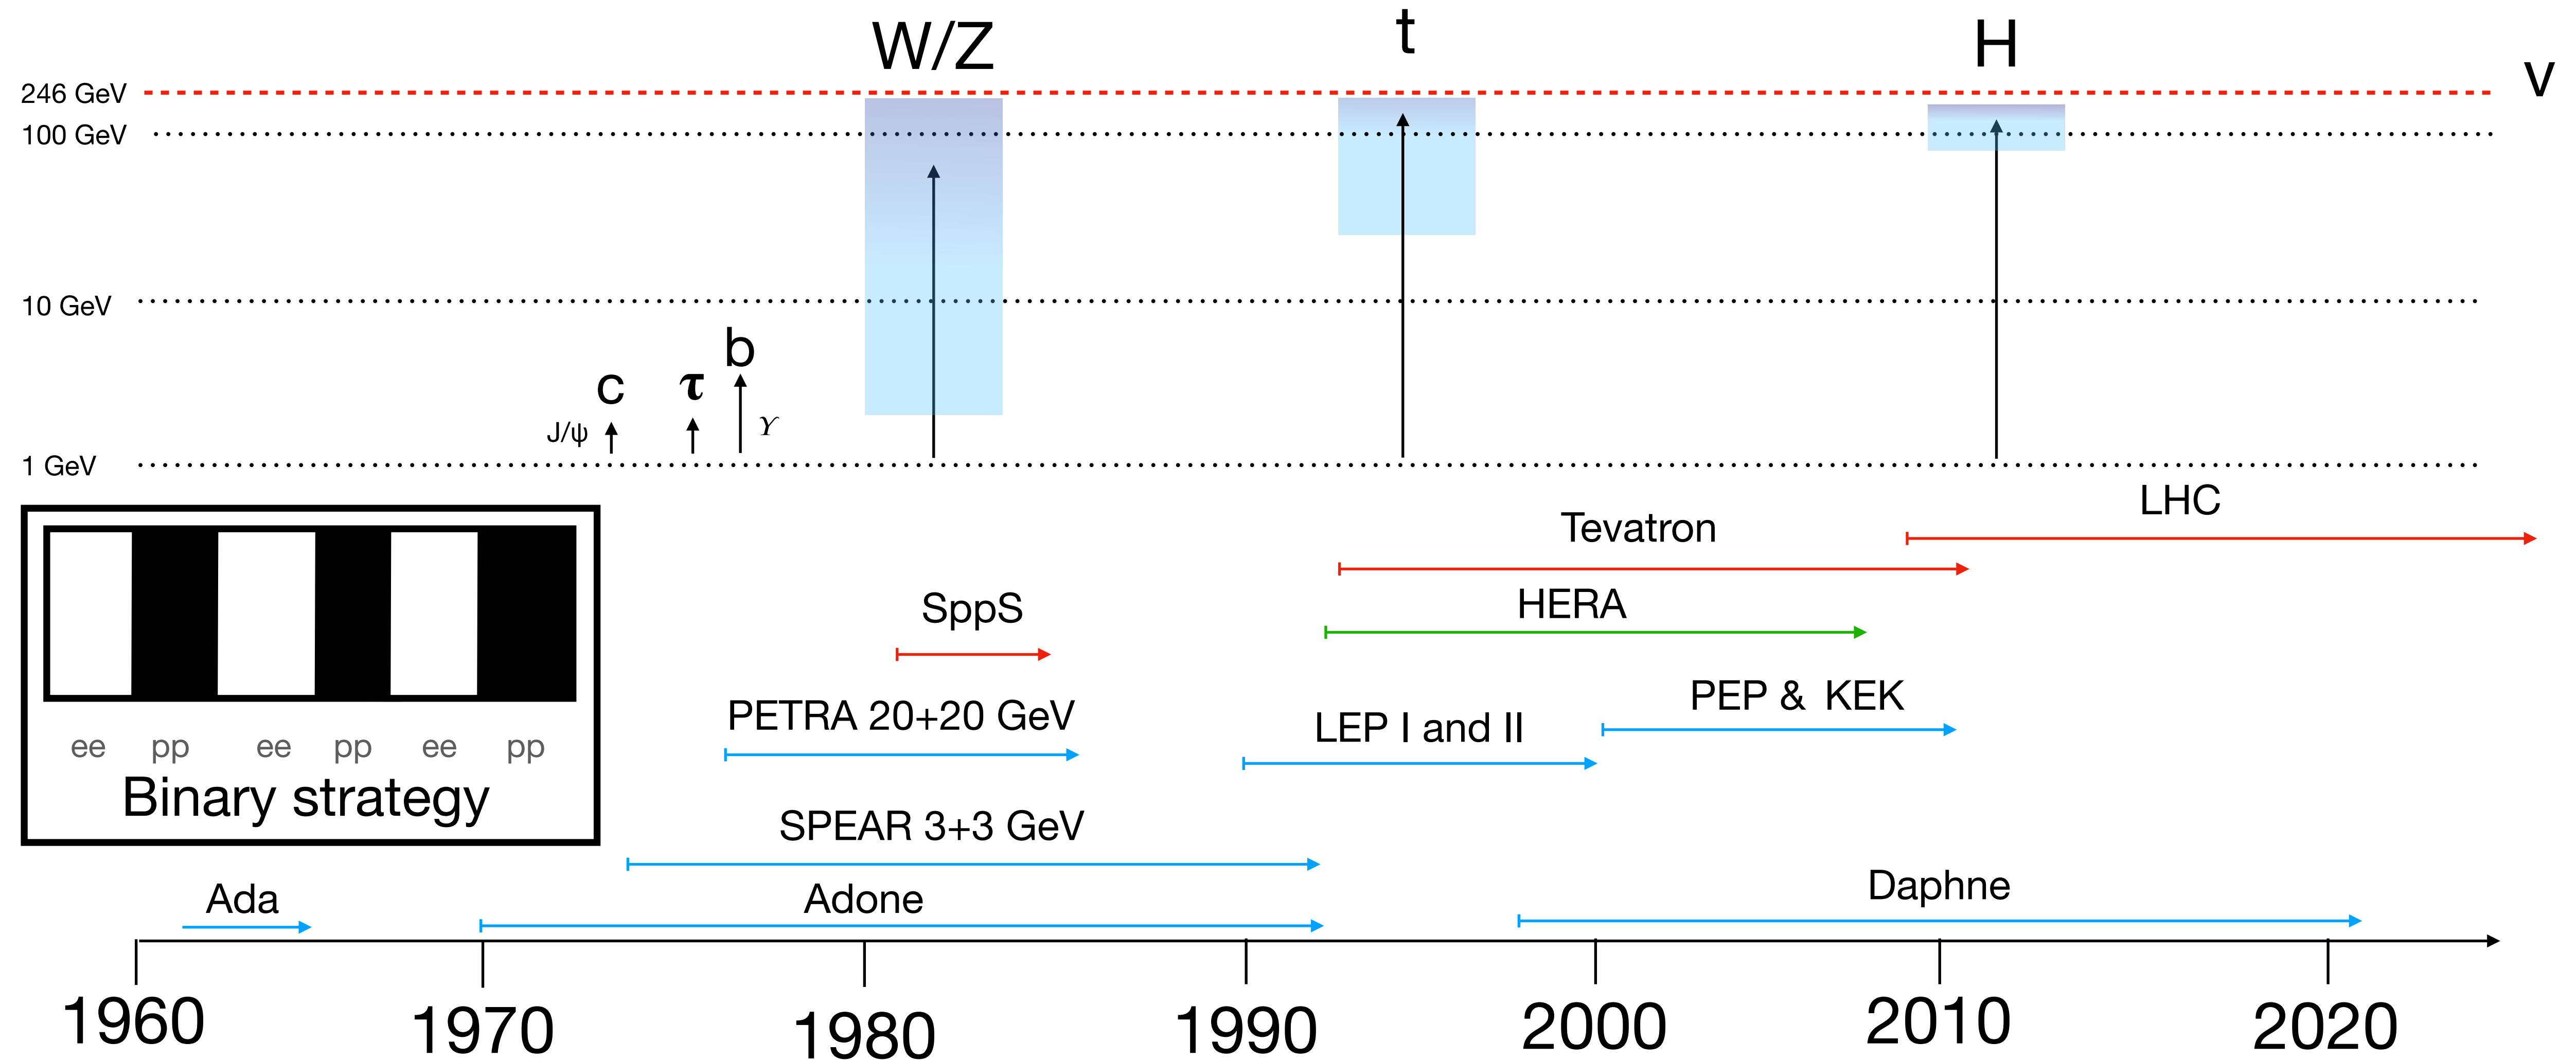 W/Z
t
H
246 GeV
v
100 GeV
10 GeV
b
c
τ
J/ψ
ϒ
1 GeV
LHC
Tevatron
SppS
HERA
PEP & KEK
PETRA 20+20 GeV
LEP I and II
ee pp ee pp ee pp
Binary strategy
SPEAR 3+3 GeV
Ada
Adone
Daphne
1960 1970 1980 1990 2000 2010 2020